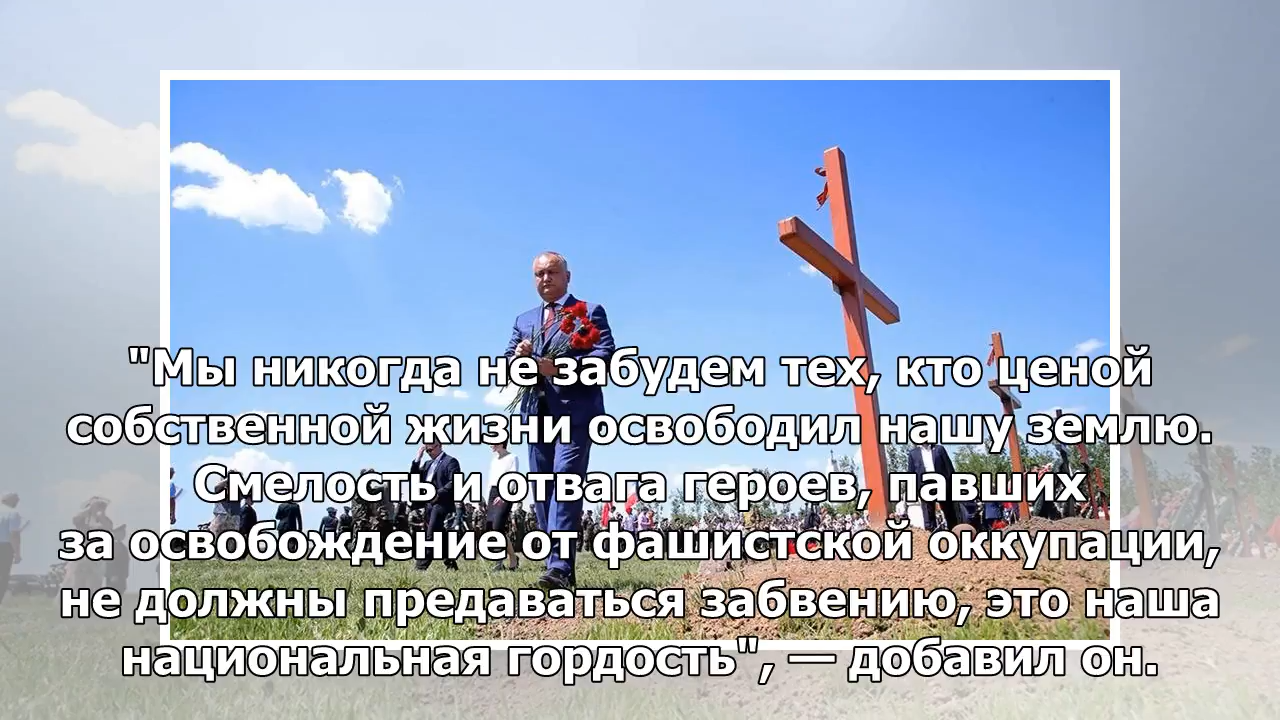 "Мы никогда не забудем тех, кто ценой
собственной жизни освободил нашу землю.
Смелость и отвага героев, павших
за освобождение от фашистской оккупации,
не должны предаваться забвению, это наша
национальная гордость", — добавил он.